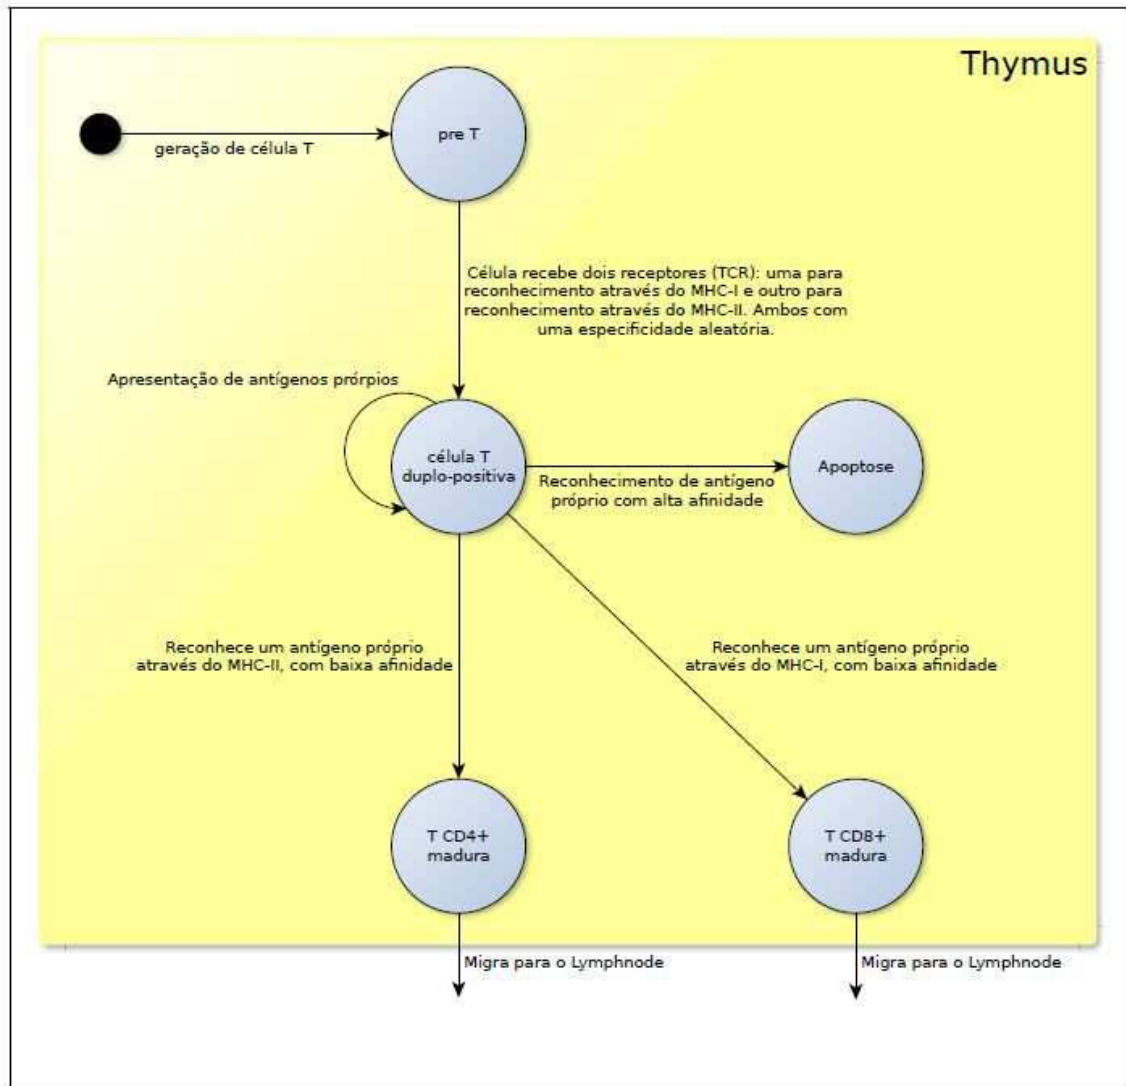 Thymus
pre T
geração de célula T
Célula recebe dois receptores (TCR): uma para
reconhecimento através do MHC-I e outro para
reconhecimento através do MHC-II. Ambos com
uma especificidade aleatória.
Apresentação de antígenos prórpios
célula T
duplo-positiva
Reconhecimento de antígeno
próprio com alta afinidade
Apoptose
Reconhece um antígeno próprio
através do MHC-II, com baixa afinidade
Reconhece um antígeno próprio
através do MHC-I, com baixa afinidade
T CD4+
madura
T CD8+
madura
Migra para o Lymphnode
Migra para o Lymphnode